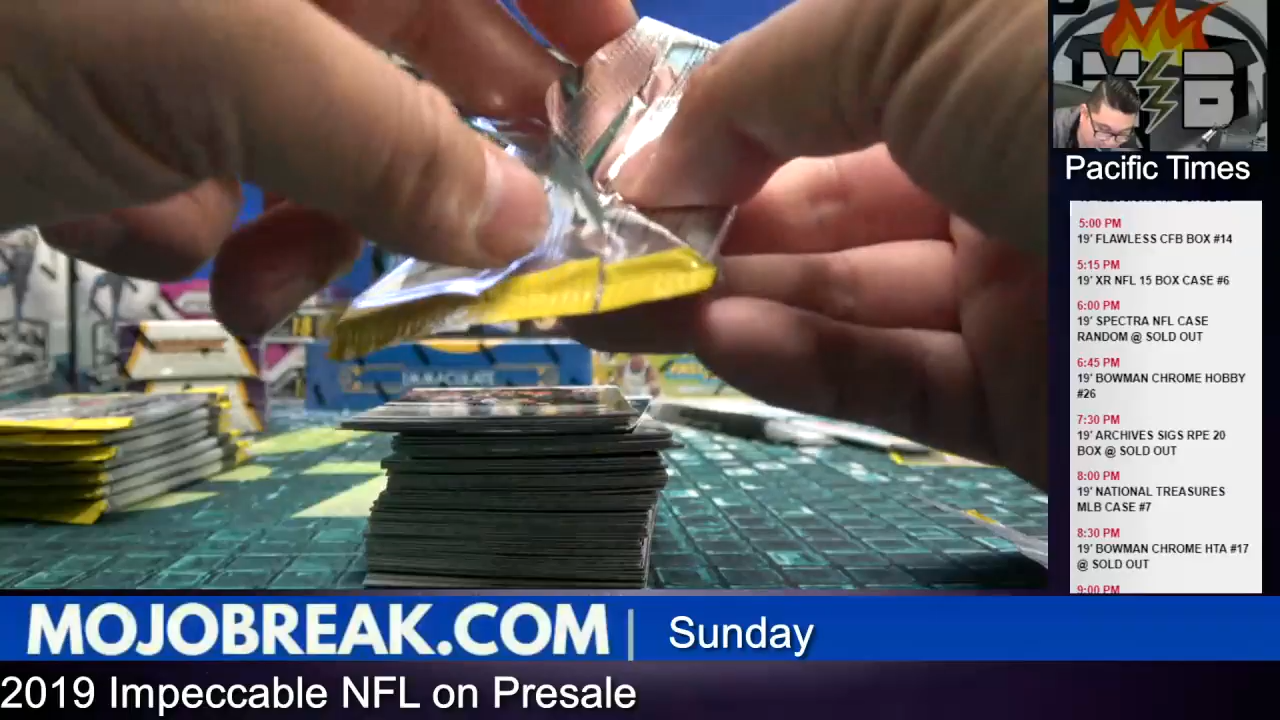 M B
Pacific Times
5:00 PM
19' FLAWLESS CFB BOX #14
5:15 PM
19' XR NFL 15 BOX CASE #6
6:00 PM
19' SPECTRA NFL CASE
RANDOM @ SOLD OUT
6:45 PM
19' BOWMAN CHROME HOBBY
#26
7:30 PM
19' ARCHIVES SIGS RPE 20
BOX @ SOLD OUT
8:00 PM
19' NATIONAL TREASURES
MLB CASE #7
8:30 PM
19' BOWMAN CHROME HTA #17
@ SOLD OUT
9:00 PM
IMMACULATE
MOJOBREAK.COM | Sunday
2019 Impeccable NFL on Presale